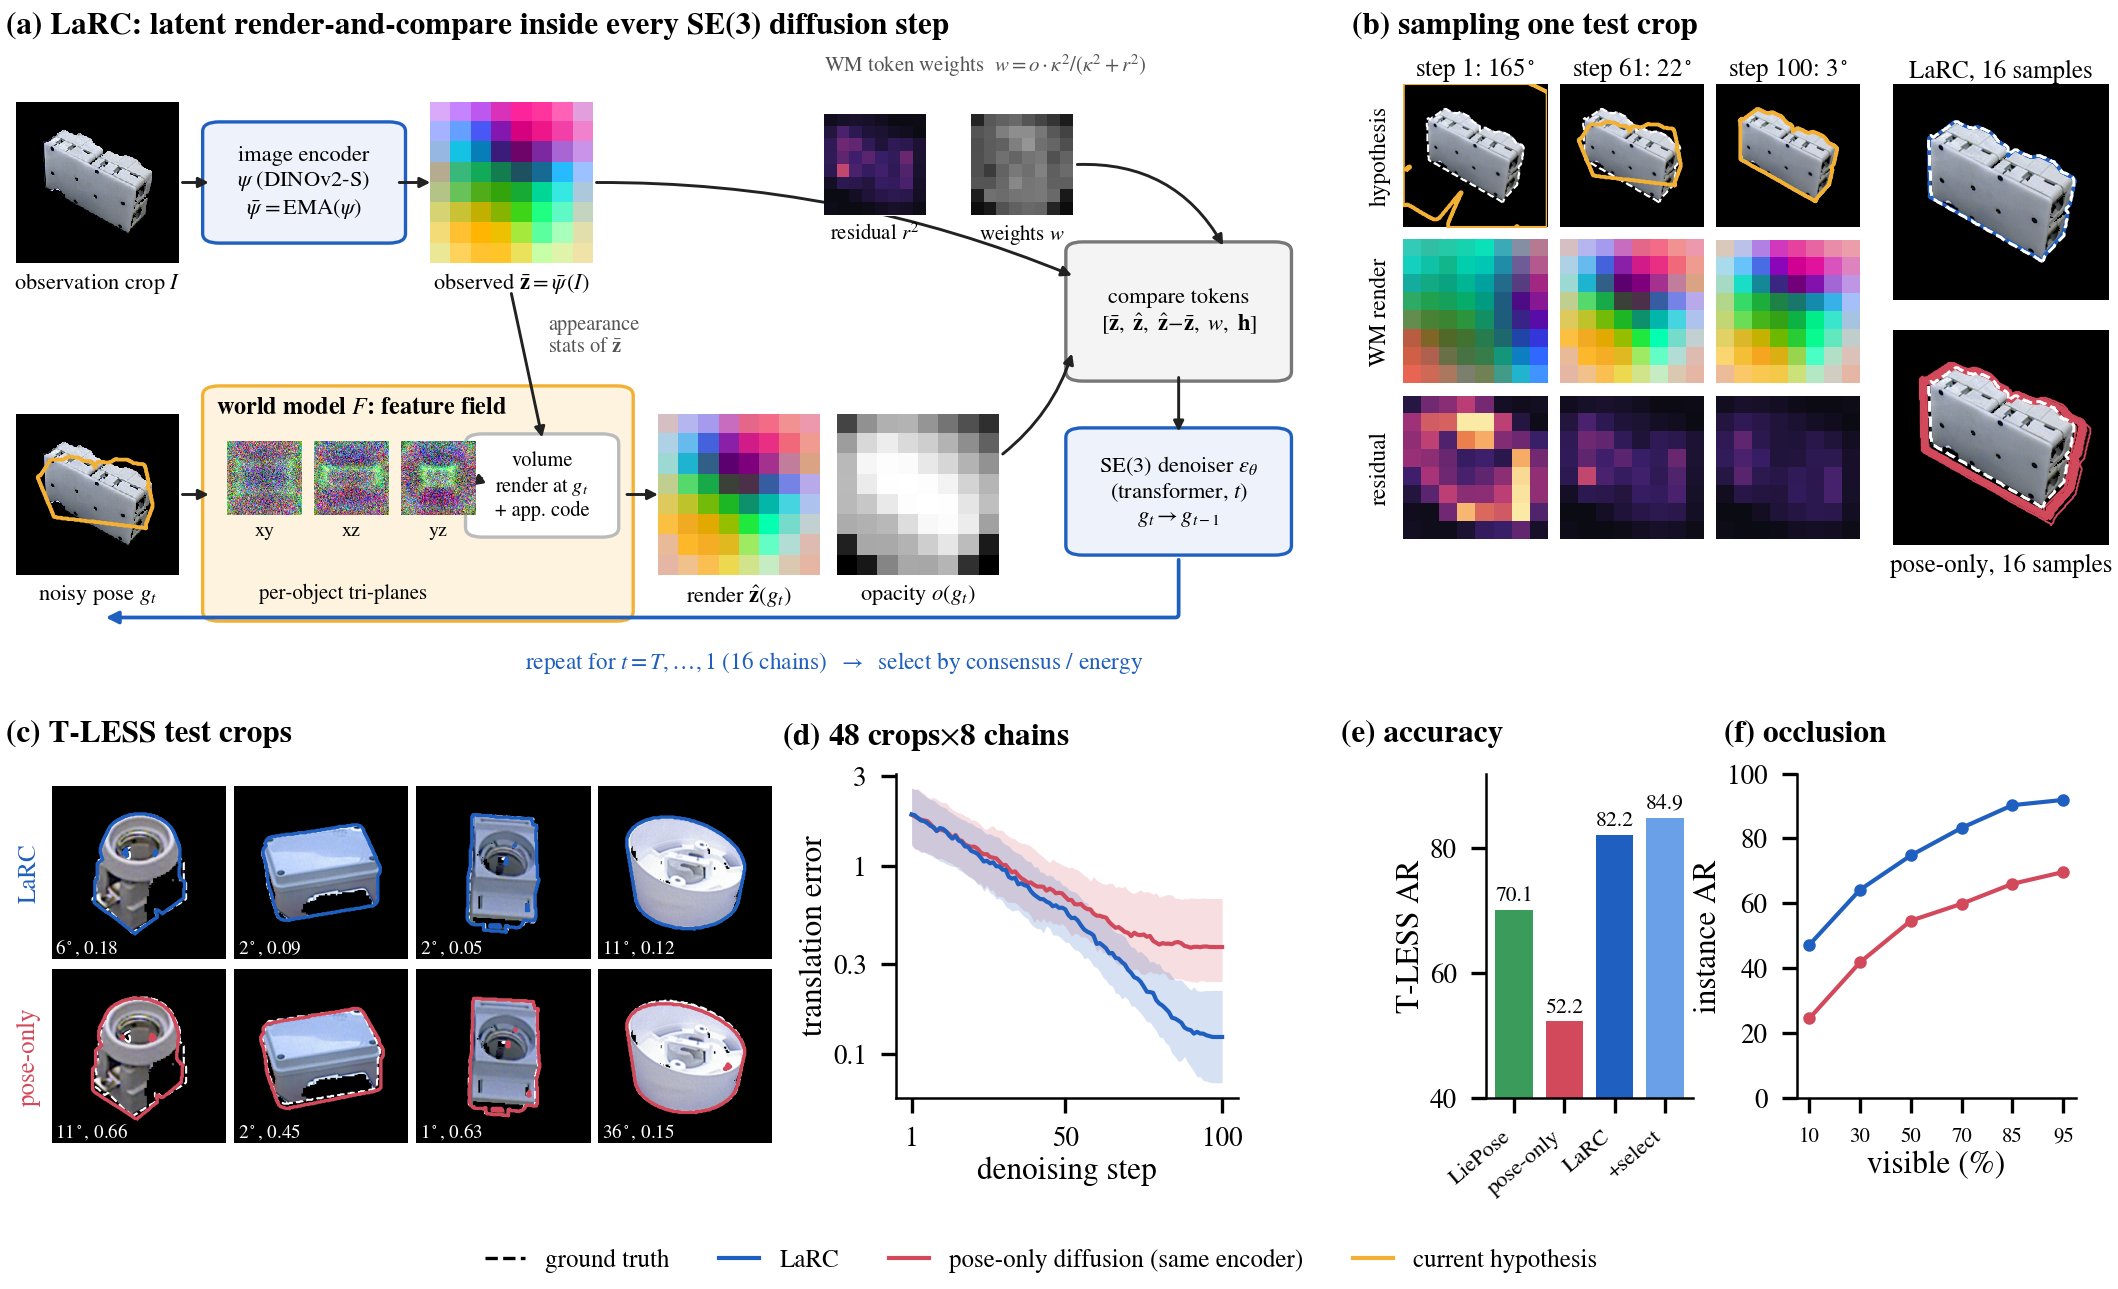 (a) LaRC: latent render-and-compare inside every SE(3) diffusion step
WM token weights w = o · κ²/(κ² + r²)
image encoder
ψ (DINOv2-S)
ψ̄ = EMA(ψ)
observation crop I
observed z̄ = ψ̄(I)
residual r²
weights w
appearance
stats of z̄
compare tokens
[z̄, ẑ, ẑ−z̄, w, h]
world model F: feature field
xy
xz
yz
volume
render at gₜ
+ app. code
per-object tri-planes
noisy pose gₜ
render ẑ(gₜ)
opacity o(gₜ)
SE(3) denoiser εθ
(transformer, t)
gₜ → gₜ₋₁
repeat for t = T, …, 1 (16 chains) → select by consensus / energy
(b) sampling one test crop
step 1: 165°
step 61: 22°
step 100: 3°
LaRC, 16 samples
hypothesis
WM render
residual
pose-only, 16 samples
(c) T-LESS test crops
LaRC
6°, 0.18
2°, 0.09
2°, 0.05
11°, 0.12
pose-only
11°, 0.66
2°, 0.45
1°, 0.63
36°, 0.15
(d) 48 crops×8 chains
translation error
3
1
0.3
0.1
1
50
100
denoising step
(e) accuracy
T-LESS AR
80
60
40
70.1
52.2
82.2
84.9
LiePose
pose-only
LaRC
+select
(f) occlusion
instance AR
100
80
60
40
20
0
10
30
50
70
85
95
visible (%)
ground truth
LaRC
pose-only diffusion (same encoder)
current hypothesis